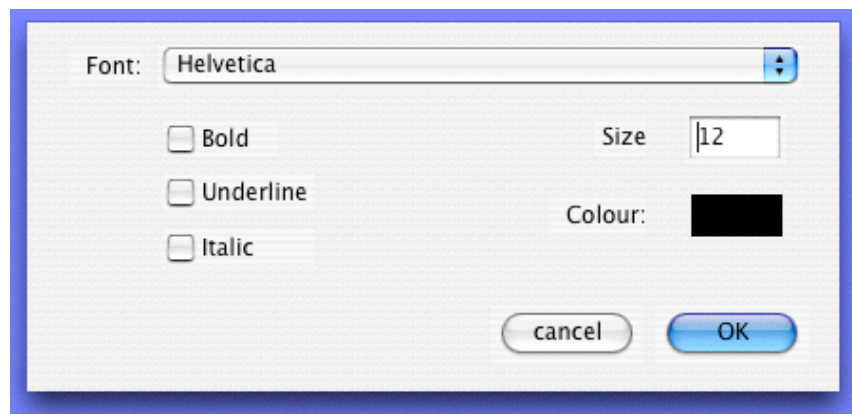 Font: Helvetica
Bold Size 12
Underline
Colour:
Italic
cancel OK